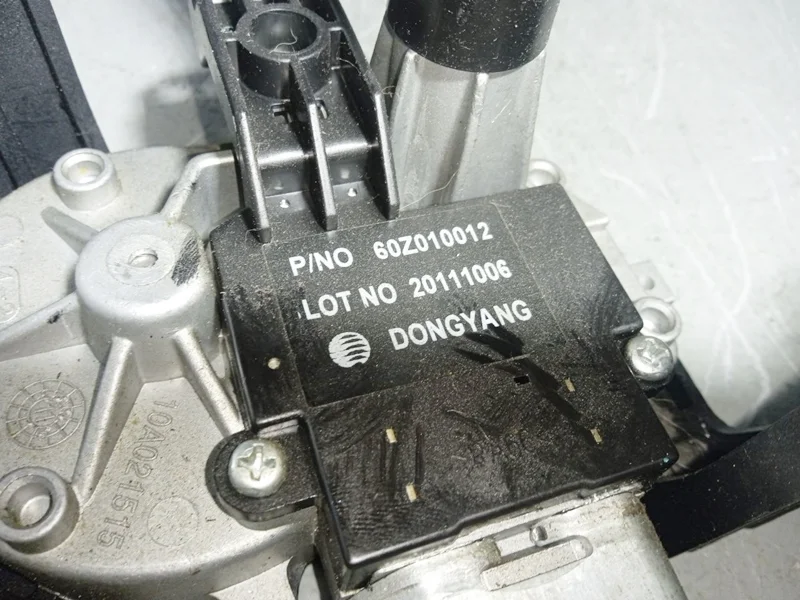 P/NO 60Z010012
LOT NO 20111006
DONGYANG
10A021515